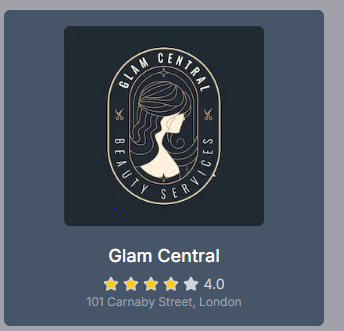 GLAM CENTRAL
BEAUTY SERVICES
Glam Central
4.0
101 Carnaby Street, London